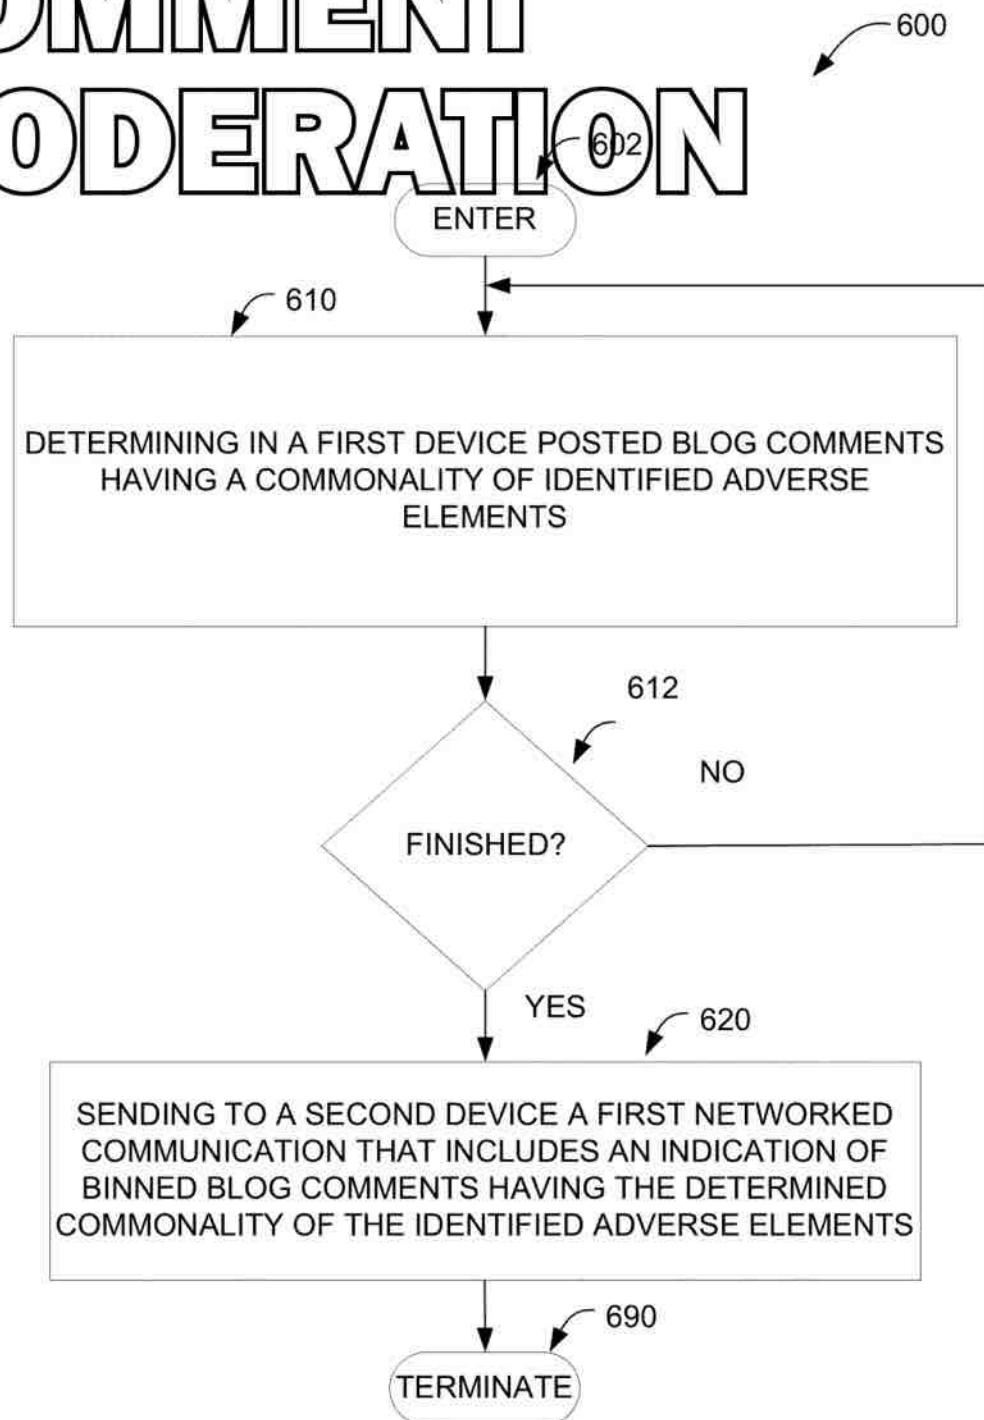 OMMENT
ODERATION
600
602
ENTER
610
DETERMINING IN A FIRST DEVICE POSTED BLOG COMMENTS
HAVING A COMMONALITY OF IDENTIFIED ADVERSE
ELEMENTS
612
NO
FINISHED?
YES
620
SENDING TO A SECOND DEVICE A FIRST NETWORKED
COMMUNICATION THAT INCLUDES AN INDICATION OF
BINNED BLOG COMMENTS HAVING THE DETERMINED
COMMONALITY OF THE IDENTIFIED ADVERSE ELEMENTS
690
TERMINATE